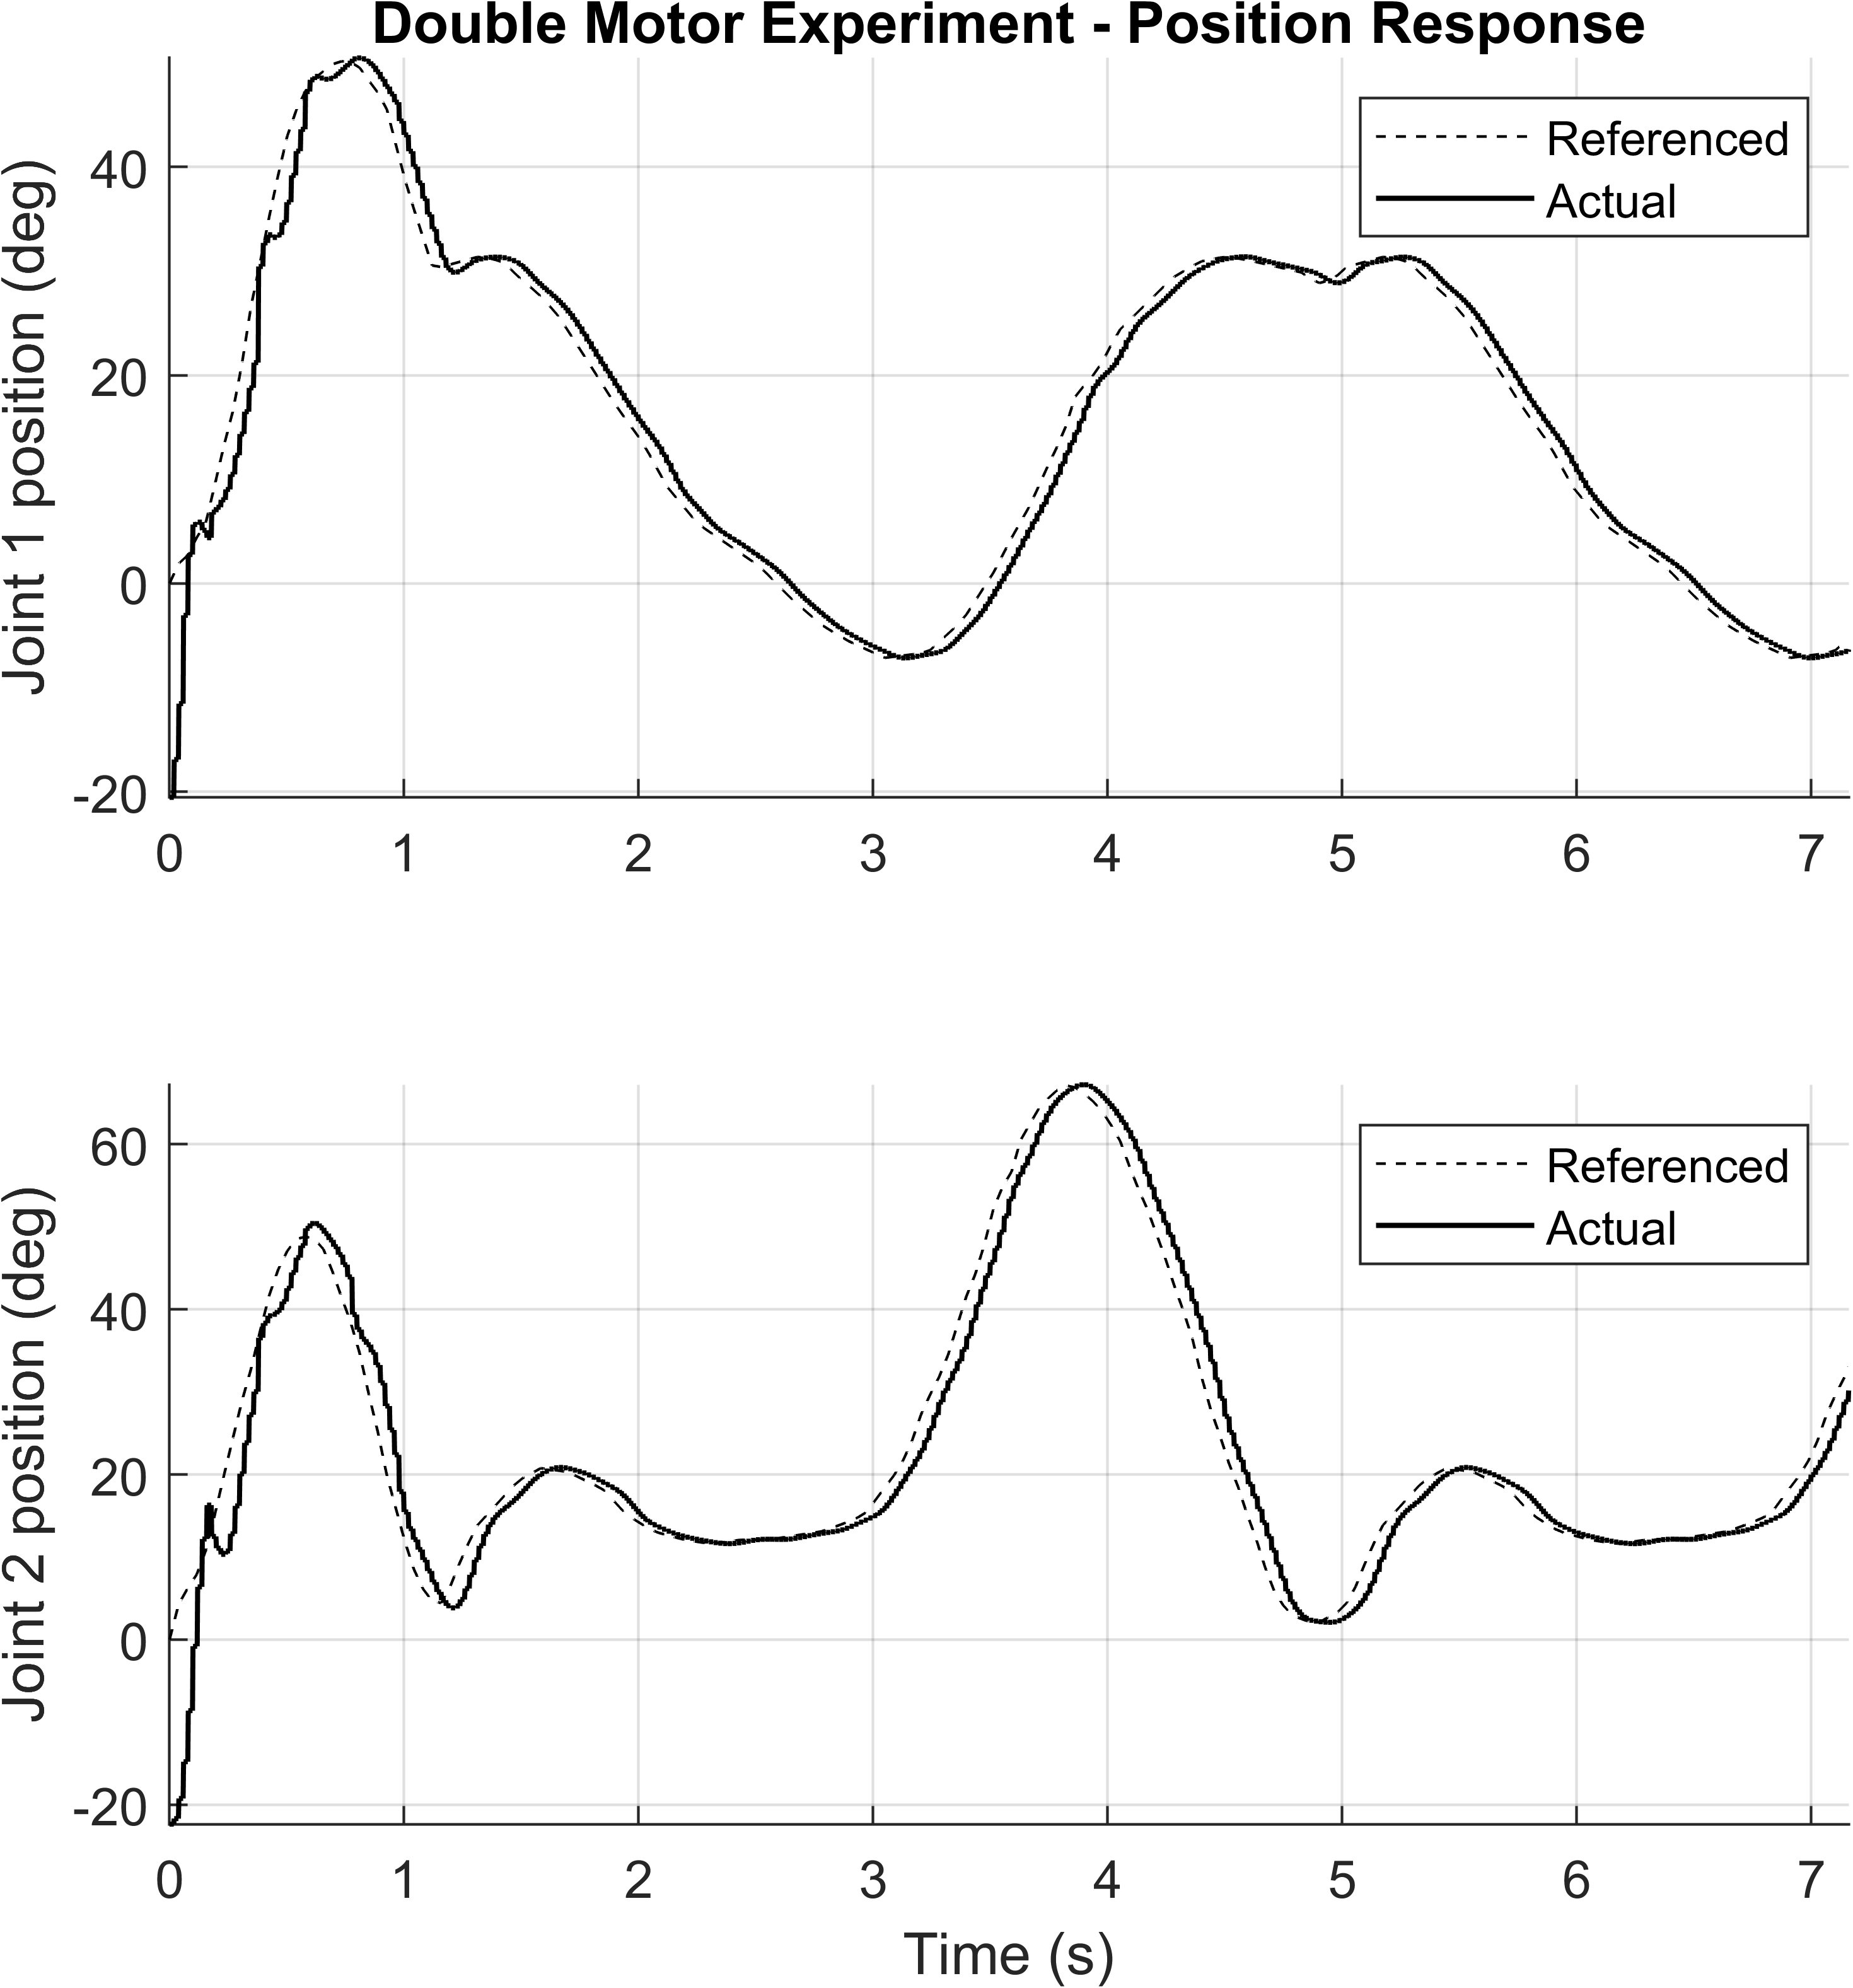 Double Motor Experiment - Position Response
Joint 1 position (deg)
40
20
0
-20
0 1 2 3 4 5 6 7
Referenced
Actual
Joint 2 position (deg)
60
40
20
0
-20
0 1 2 3 4 5 6 7
Referenced
Actual
Time (s)